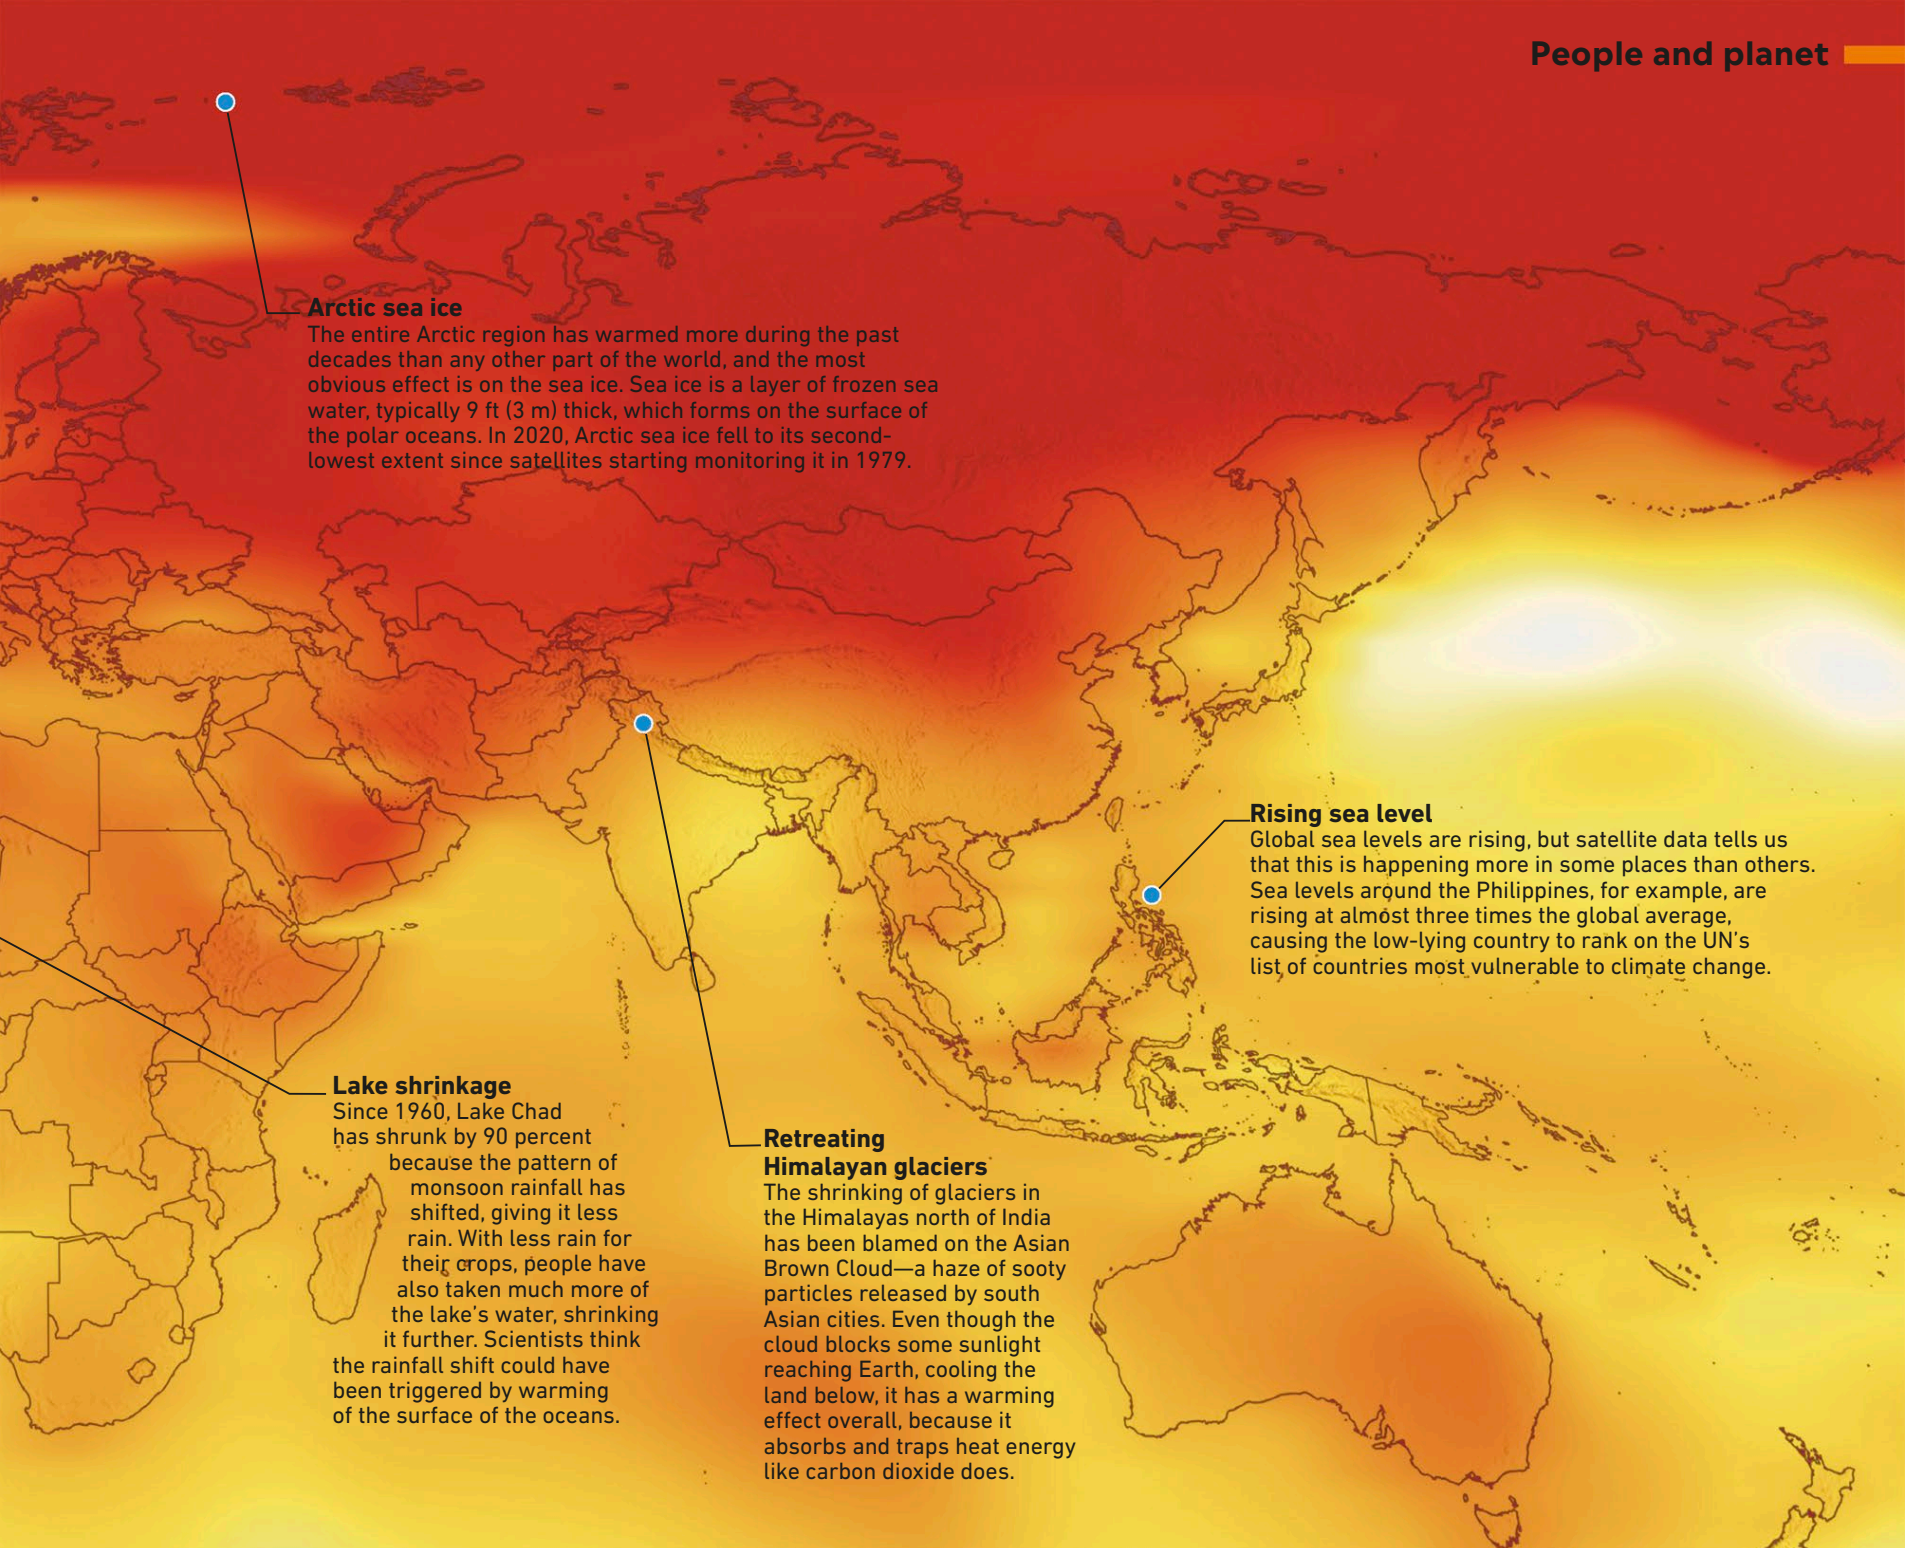 People and planet
Arctic sea ice
The entire Arctic region has warmed more during the past
decades than any other part of the world, and the most
obvious effect is on the sea ice. Sea ice is a layer of frozen sea
water, typically 9 ft (3 m) thick, which forms on the surface of
the polar oceans. In 2020, Arctic sea ice fell to its second-
lowest extent since satellites starting monitoring it in 1979.
Rising sea level
Global sea levels are rising, but satellite data tells us
that this is happening more in some places than others.
Sea levels around the Philippines, for example, are
rising at almost three times the global average,
causing the low-lying country to rank on the UN’s
list of countries most vulnerable to climate change.
Lake shrinkage
Since 1960, Lake Chad
has shrunk by 90 percent
because the pattern of
monsoon rainfall has
shifted, giving it less
rain. With less rain for
their crops, people have
also taken much more of
the lake’s water, shrinking
it further. Scientists think
the rainfall shift could have
been triggered by warming
of the surface of the oceans.
Retreating
Himalayan glaciers
The shrinking of glaciers in
the Himalayas north of India
has been blamed on the Asian
Brown Cloud—a haze of sooty
particles released by south
Asian cities. Even though the
cloud blocks some sunlight
reaching Earth, cooling the
land below, it has a warming
effect overall, because it
absorbs and traps heat energy
like carbon dioxide does.